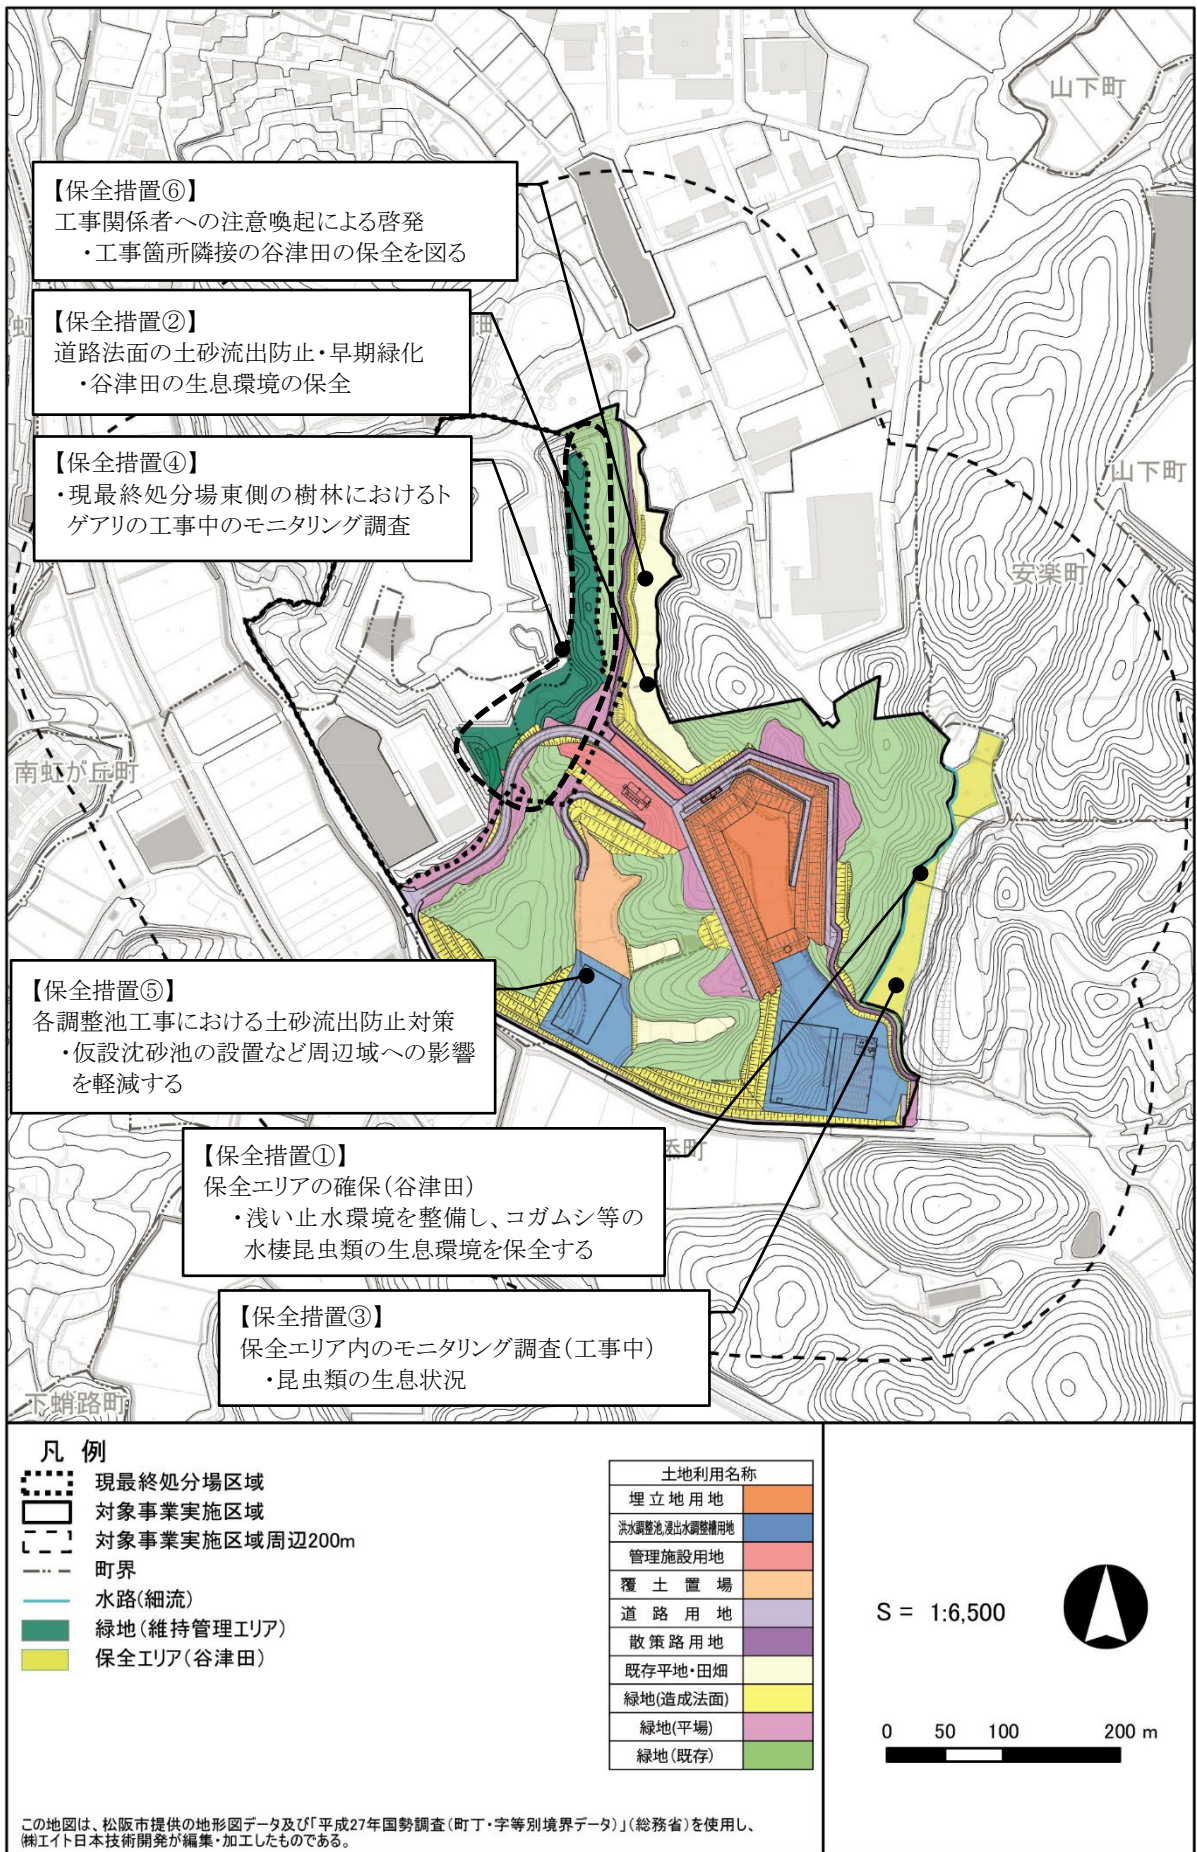 山下町
【保全措置⑥】
工事関係者への注意喚起による啓発
・工事箇所隣接の谷津田の保全を図る
【保全措置②】
道路法面の土砂流出防止・早期緑化
・谷津田の生息環境の保全
虹
町
【保全措置④】
・現最終処分場東側の樹林におけるト
ゲアリの工事中のモニタリング調査
山下町
安楽町
南虹が丘町
【保全措置⑤】
各調整池工事における土砂流出防止対策
・仮設沈砂池の設置など周辺域への影響
を軽減する
【保全措置①】
保全エリアの確保(谷津田)
・浅い止水環境を整備し、コガムシ等の
水棲昆虫類の生息環境を保全する
町
【保全措置③】
保全エリア内のモニタリング調査(工事中)
・昆虫類の生息状況
下蛸路町
凡 例
現最終処分場区域
対象事業実施区域
対象事業実施区域周辺200m
町界
水路(細流)
緑地(維持管理エリア)
保全エリア(谷津田)
土地利用名称
埋立地用地
洪水調整池,浸出水調整槽用地
管理施設用地
覆土置場
道路用地
散策路用地
既存平地・田畑
緑地(造成法面)
緑地(平場)
緑地(既存)
S = 1:6,500
0 50 100 200 m
この地図は、松阪市提供の地形図データ及び「平成27年国勢調査(町丁・字等別境界データ)」(総務省)を使用し、
㈱エイト日本技術開発が編集・加工したものである。